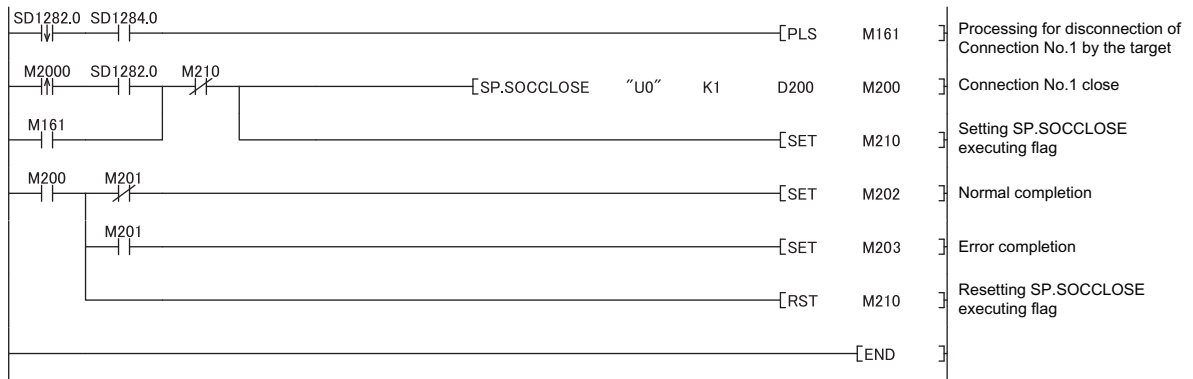 SD1282.0 SD1284.0
[PLS M161 ] Processing for disconnection of
Connection No.1 by the target
M2000 SD1282.0 M210
[SP.SOCCLOSE "U0" K1 D200 M200 ] Connection No.1 close
M161
[SET M210 ] Setting SP.SOCCLOSE
executing flag
M200 M201
[SET M202 ] Normal completion
M201
[SET M203 ] Error completion
[RST M210 ] Resetting SP.SOCCLOSE
executing flag
[END ]